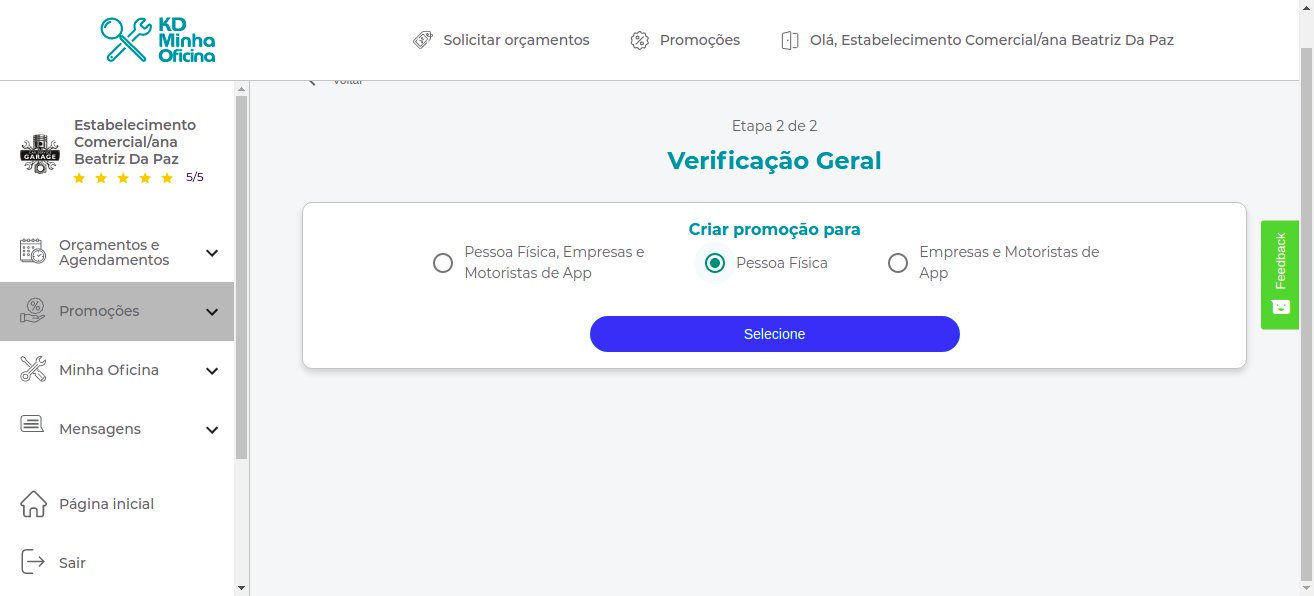 KD
Minha
Oficina
Solicitar orçamentos
Promoções
Olá, Estabelecimento Comercial/ana Beatriz Da Paz
Voltar
Estabelecimento
Comercial/ana
Beatriz Da Paz
5/5
GARAGE
Orçamentos e
Agendamentos
Promoções
Minha Oficina
Mensagens
Página inicial
Sair
Etapa 2 de 2
Verificação Geral
Criar promoção para
Pessoa Física, Empresas e
Motoristas de App
Pessoa Física
Empresas e Motoristas de
App
Selecione
Feedback